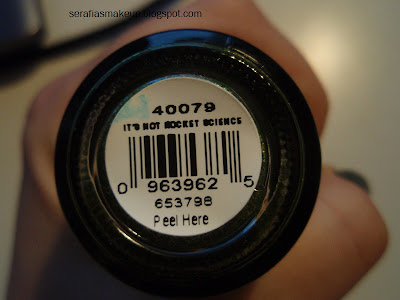 serafiasmakeup.blogspot.com
40079
IT'S NOT ROCKET SCIENCE
0 963962 5
653798
Peel Here